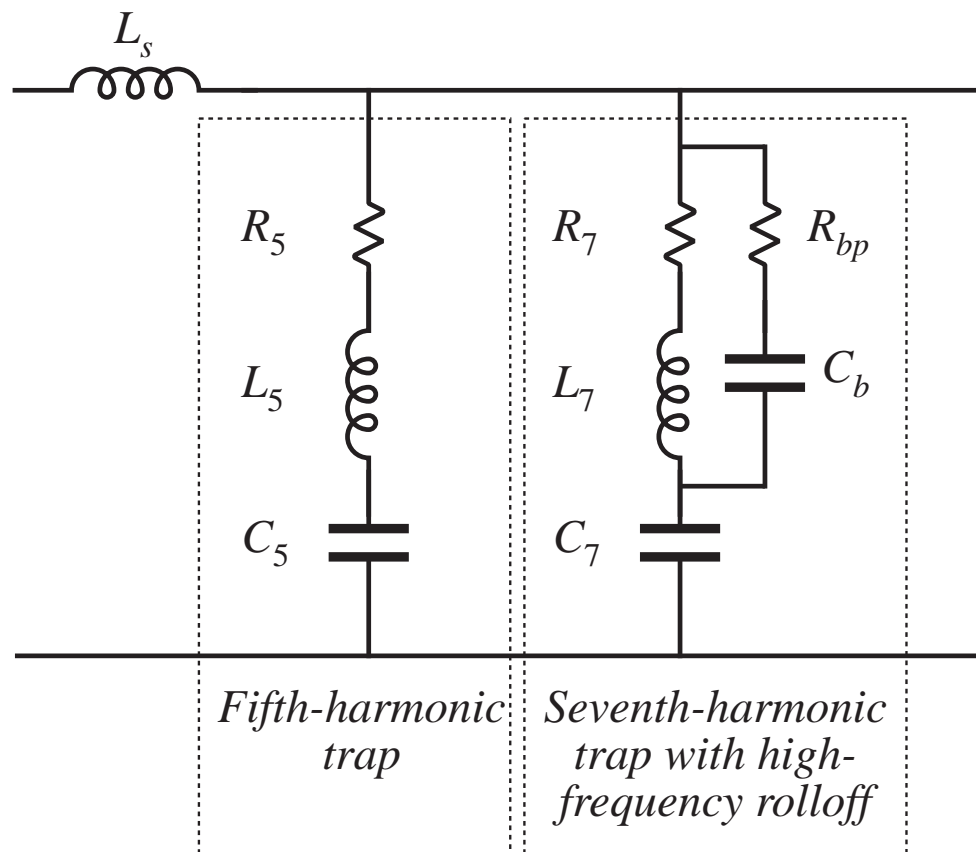 L_s
R_5
R_7
R_bp
L_5
L_7
C_b
C_5
C_7
Fifth-harmonic
trap
Seventh-harmonic
trap with high-
frequency rolloff